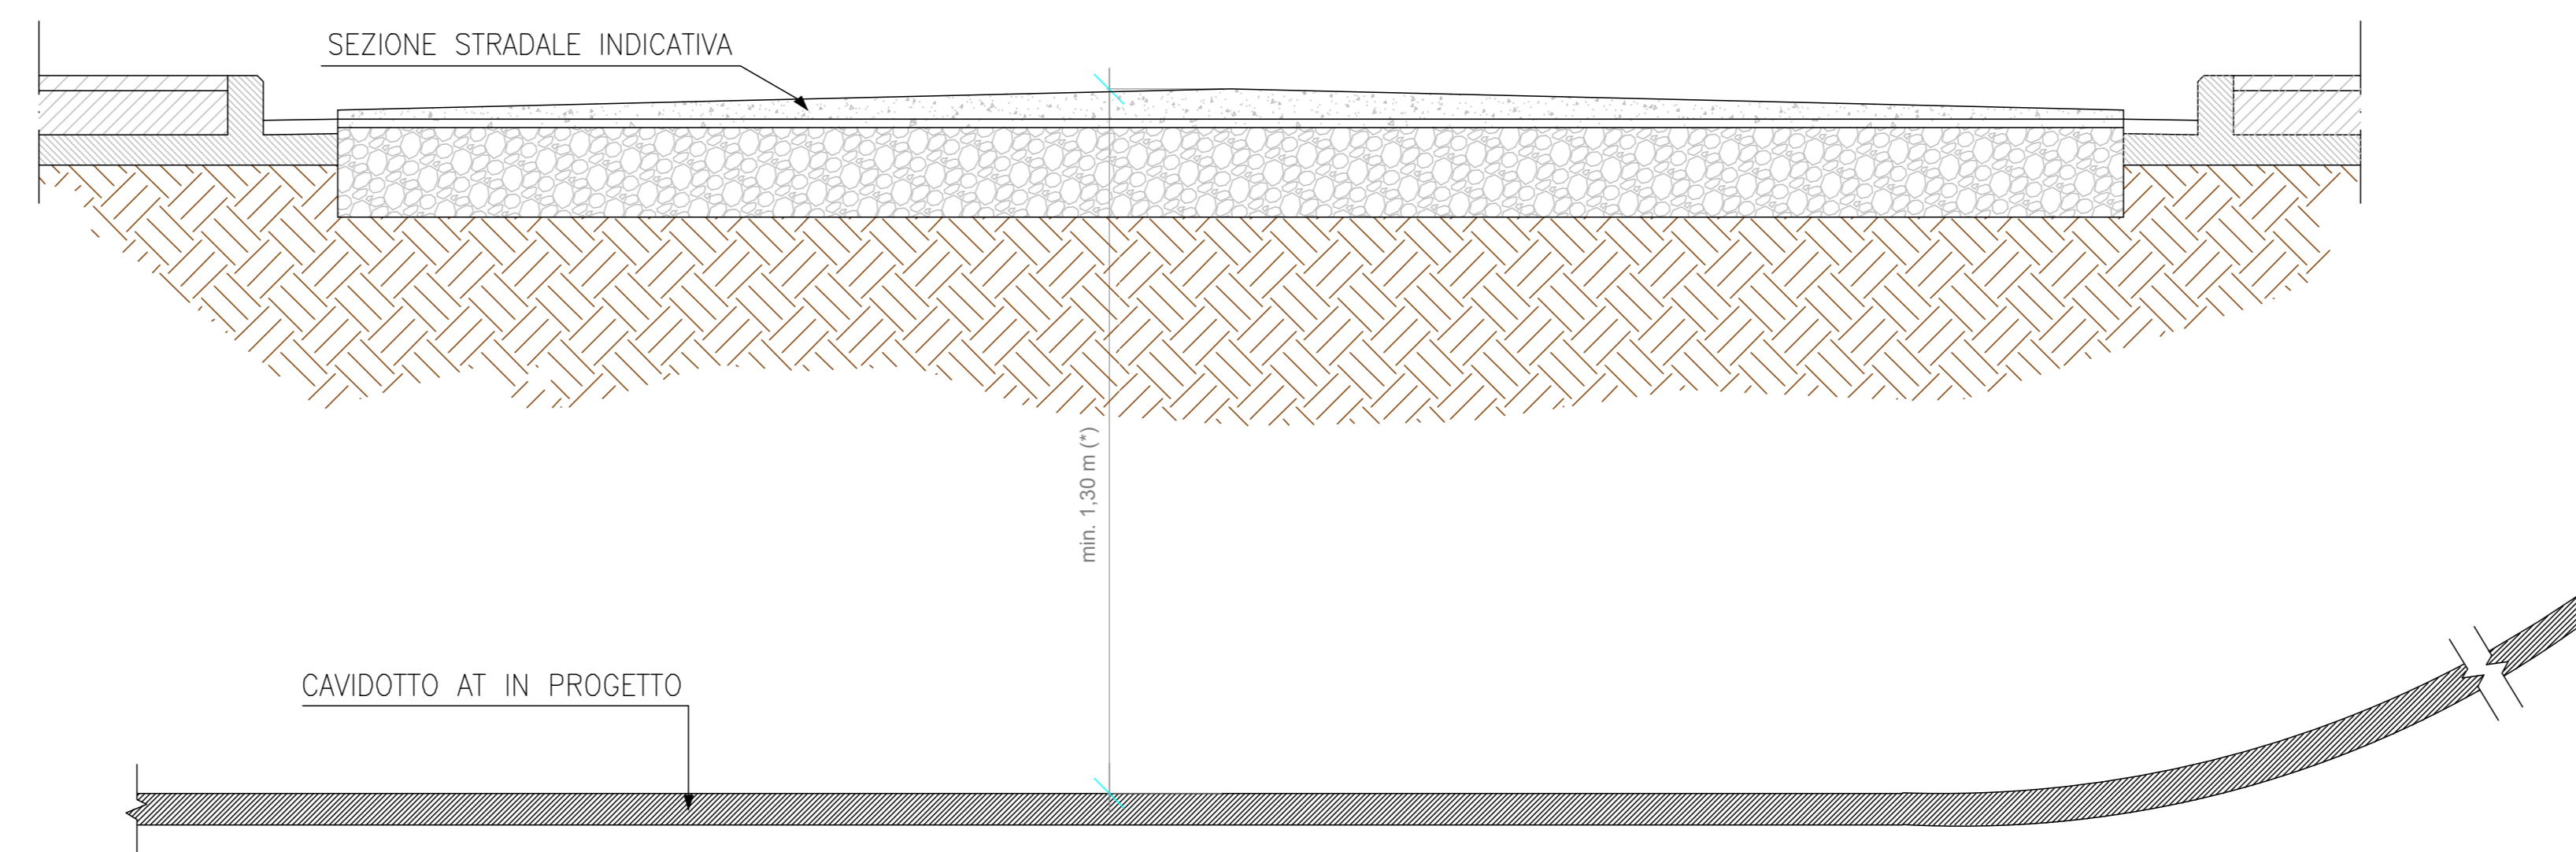 SEZIONE STRADALE INDICATIVA
min. 1,30 m (*)
CAVIDOTTO AT IN PROGETTO